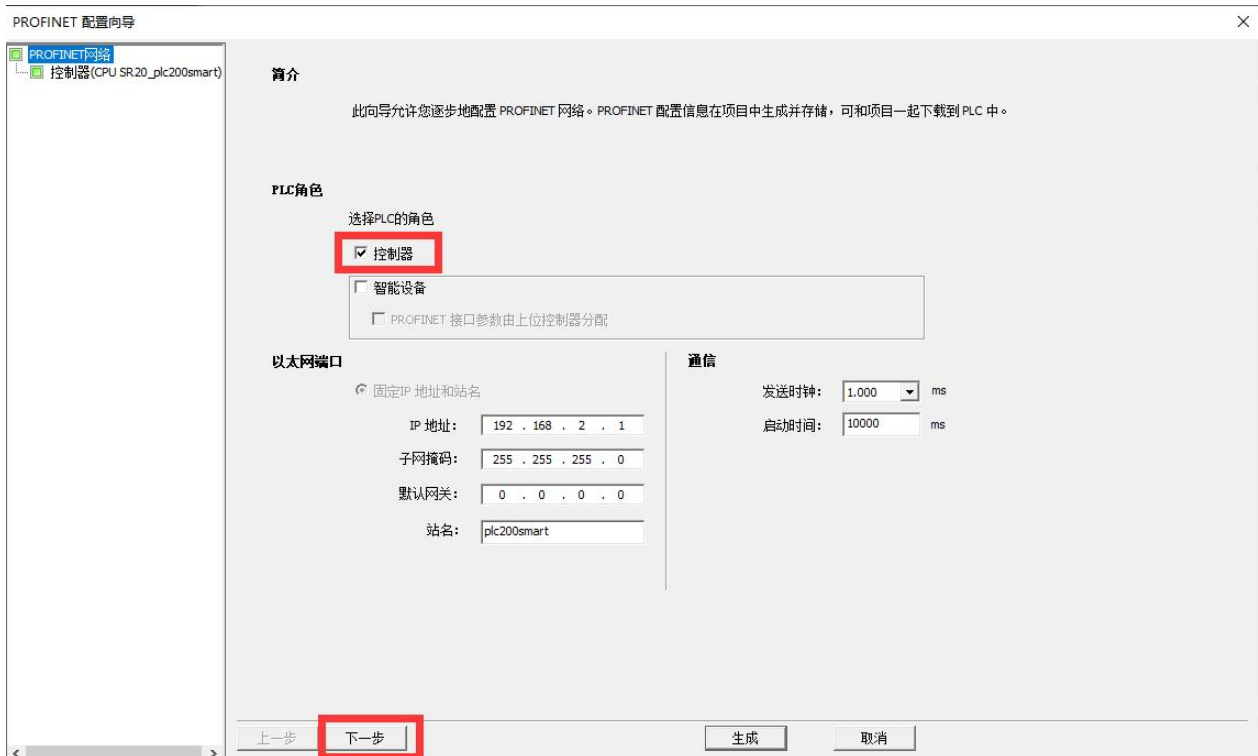 PROFINET 配置向导
PROFINET网络
控制器(CPU SR20_plc200smart)
简介
此向导允许您逐步地配置 PROFINET 网络。PROFINET 配置信息在项目中生成并存储，可和项目一起下载到 PLC 中。
PLC角色
选择PLC的角色
控制器
智能设备
PROFINET 接口参数由上位控制器分配
以太网端口
固定IP 地址和站名
IP 地址： 192 . 168 . 2 . 1
子网掩码： 255 . 255 . 255 . 0
默认网关： 0 . 0 . 0 . 0
站名： plc200smart
通信
发送时钟： 1.000 ms
启动时间： 10000 ms
上一步 下一步 生成 取消